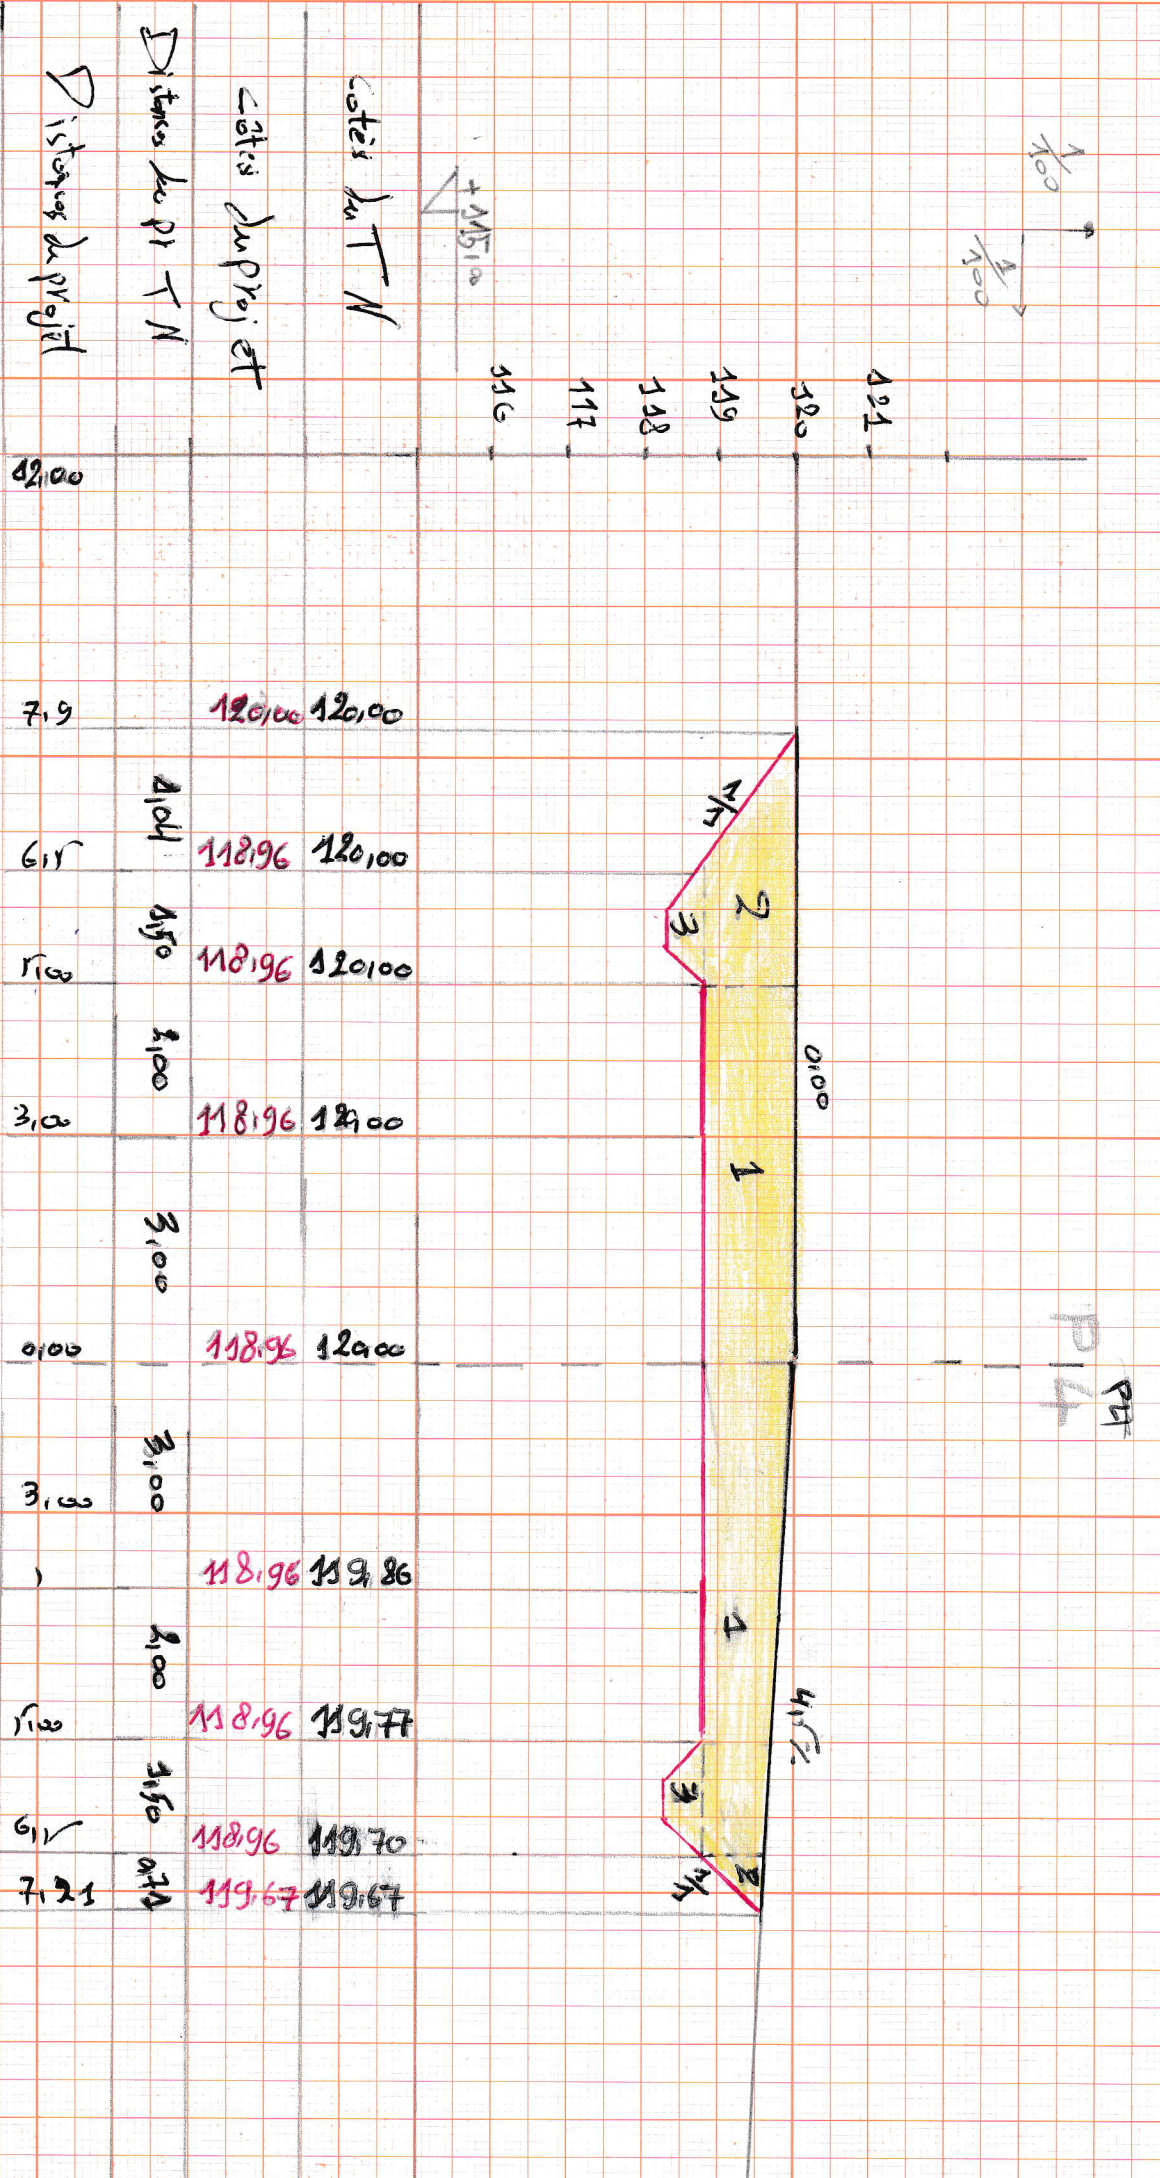 P4
P4
1/100
1/100
121
120
119
118
117
116
+115,0
0,00
4,5%
1/1
2
3
1
1
3
2
1/1
Cotés du T N
120,00 120,00 120,00 120,00 120,00 119,86 119,77 119,70 119,67
Côtés du projet
120,00 118,96 118,96 118,96 118,96 118,96 118,96 118,96 119,67
Distances du pr T N
1,04 1,50 2,00 3,00 3,00 2,00 1,50 0,71
Distances du projet
12,00 7,9 6,5 5,00 3,00 0,00 3,00 5,00 6,5 7,21